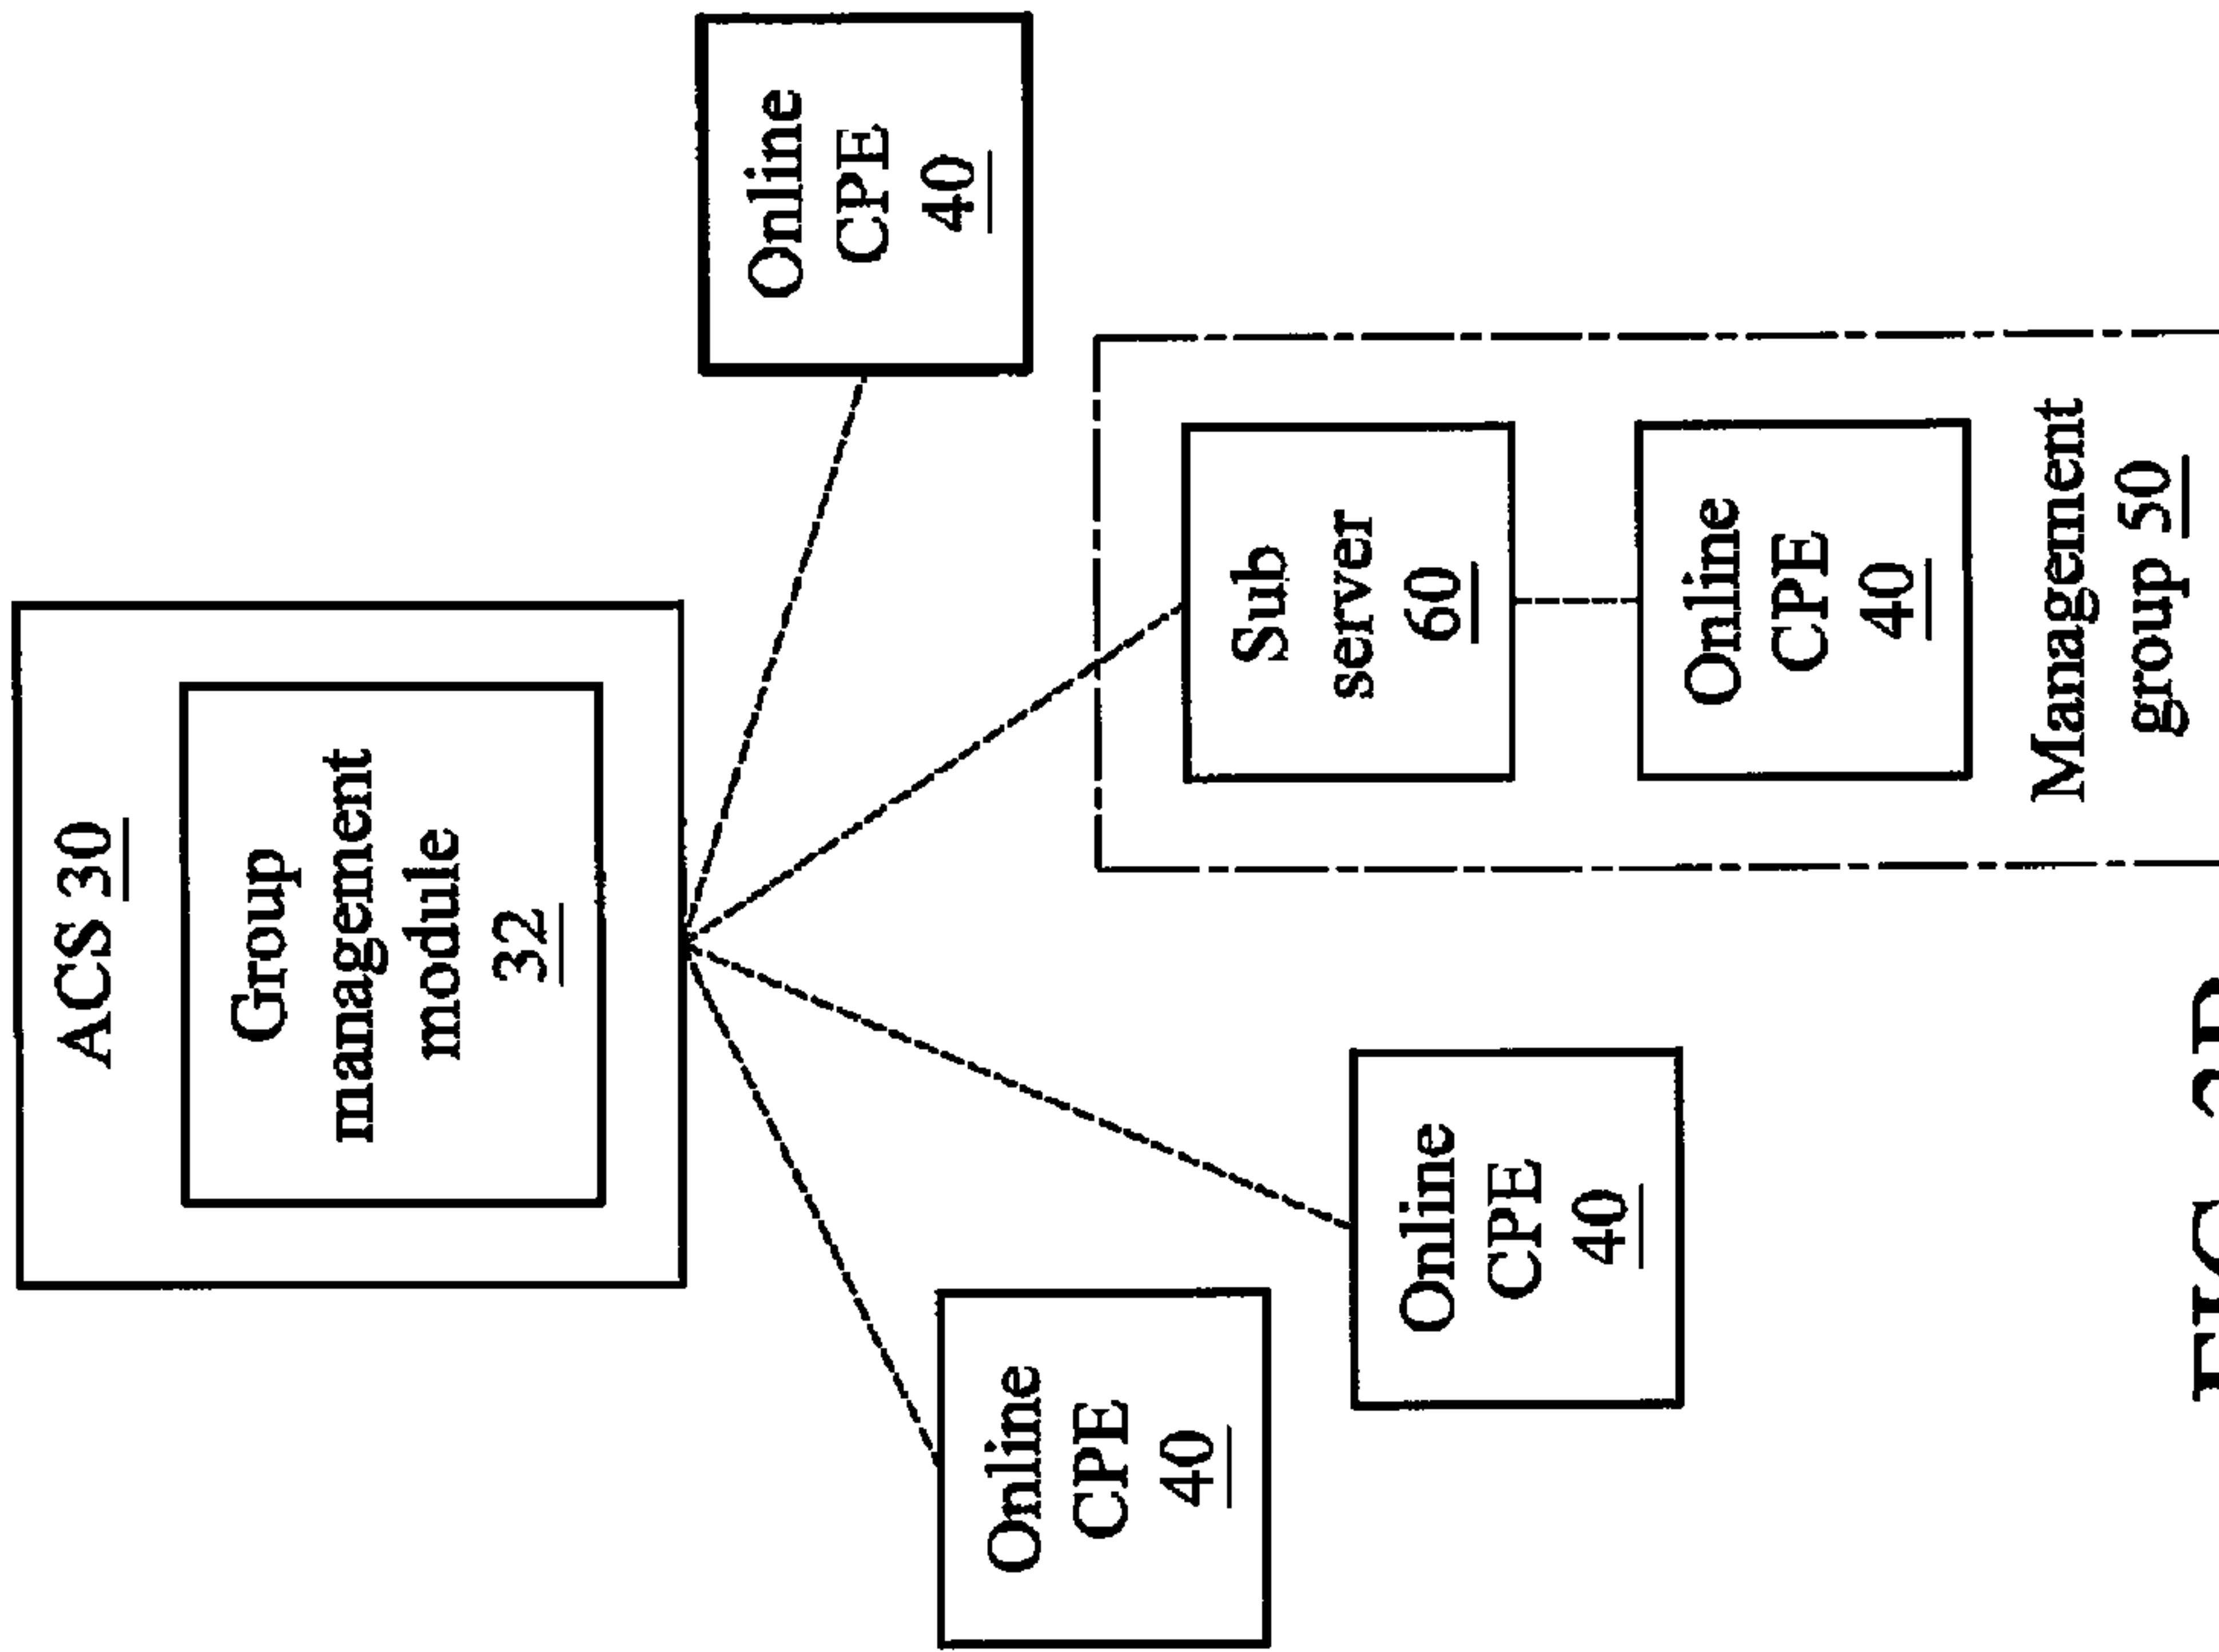 ACS 30
Group
management
module
32
Online
CPE
40
Online
CPE
40
Sub
server
60
Online
CPE
40
Management
group 50
Online
CPE
40